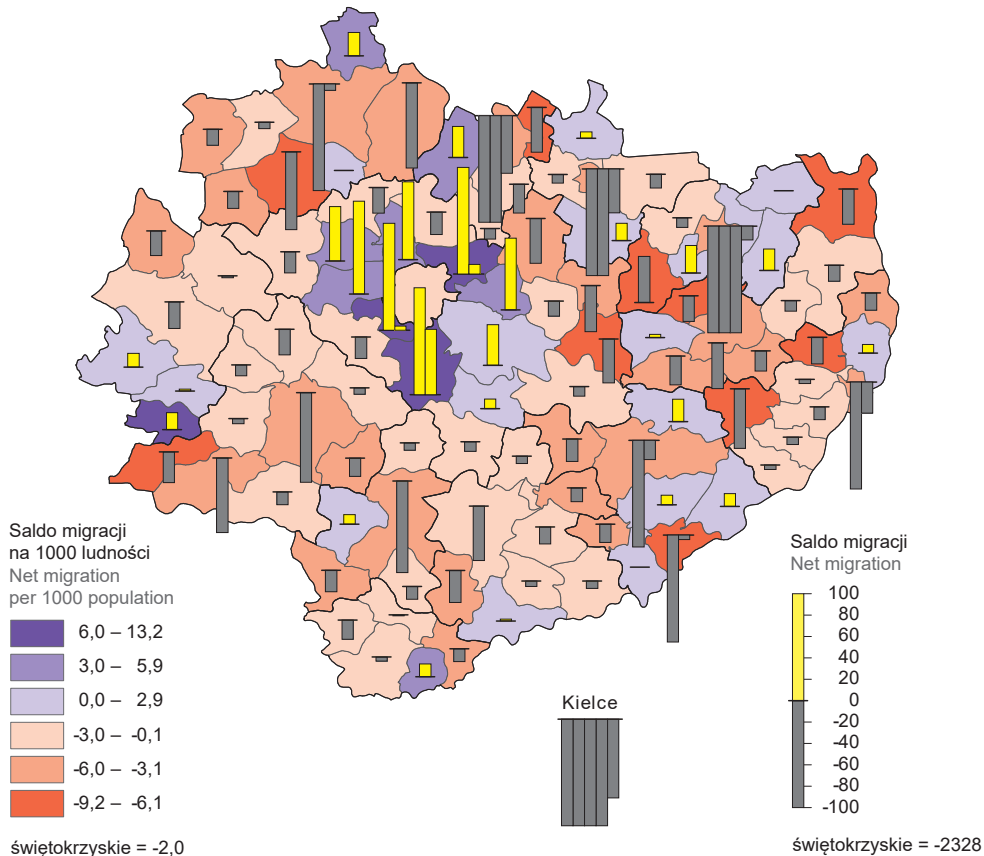 Saldo migracji
na 1000 ludności
Net migration
per 1000 population
6,0 – 13,2
3,0 – 5,9
0,0 – 2,9
-3,0 – -0,1
-6,0 – -3,1
-9,2 – -6,1
świętokrzyskie = -2,0
Kielce
Saldo migracji
Net migration
100
80
60
40
20
0
-20
-40
-60
-80
-100
świętokrzyskie = -2328